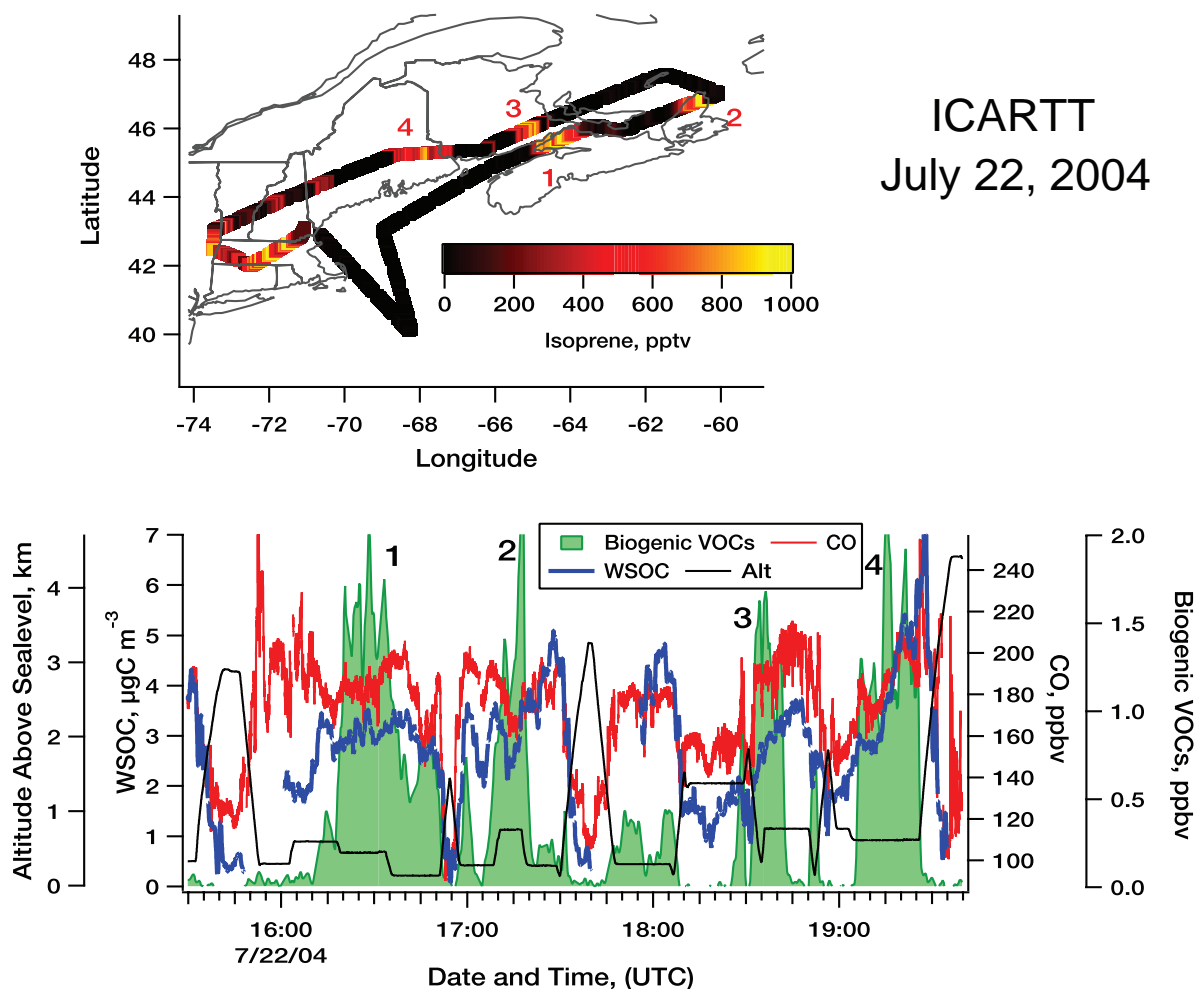 ICARTT
July 22, 2004
Latitude
48
46
44
42
40
1
2
3
4
0 200 400 600 800 1000
Isoprene, pptv
-74 -72 -70 -68 -66 -64 -62 -60
Longitude
Biogenic VOCs CO
WSOC Alt
1
2
3
4
Altitude Above Sealevel, km
4
3
2
1
0
WSOC, µgC m⁻³
7
6
5
4
3
2
1
0
240
220
200
180
160
140
120
100
CO, ppbv
2.0
1.5
1.0
0.5
0.0
Biogenic VOCs, ppbv
16:00 17:00 18:00 19:00
7/22/04
Date and Time, (UTC)